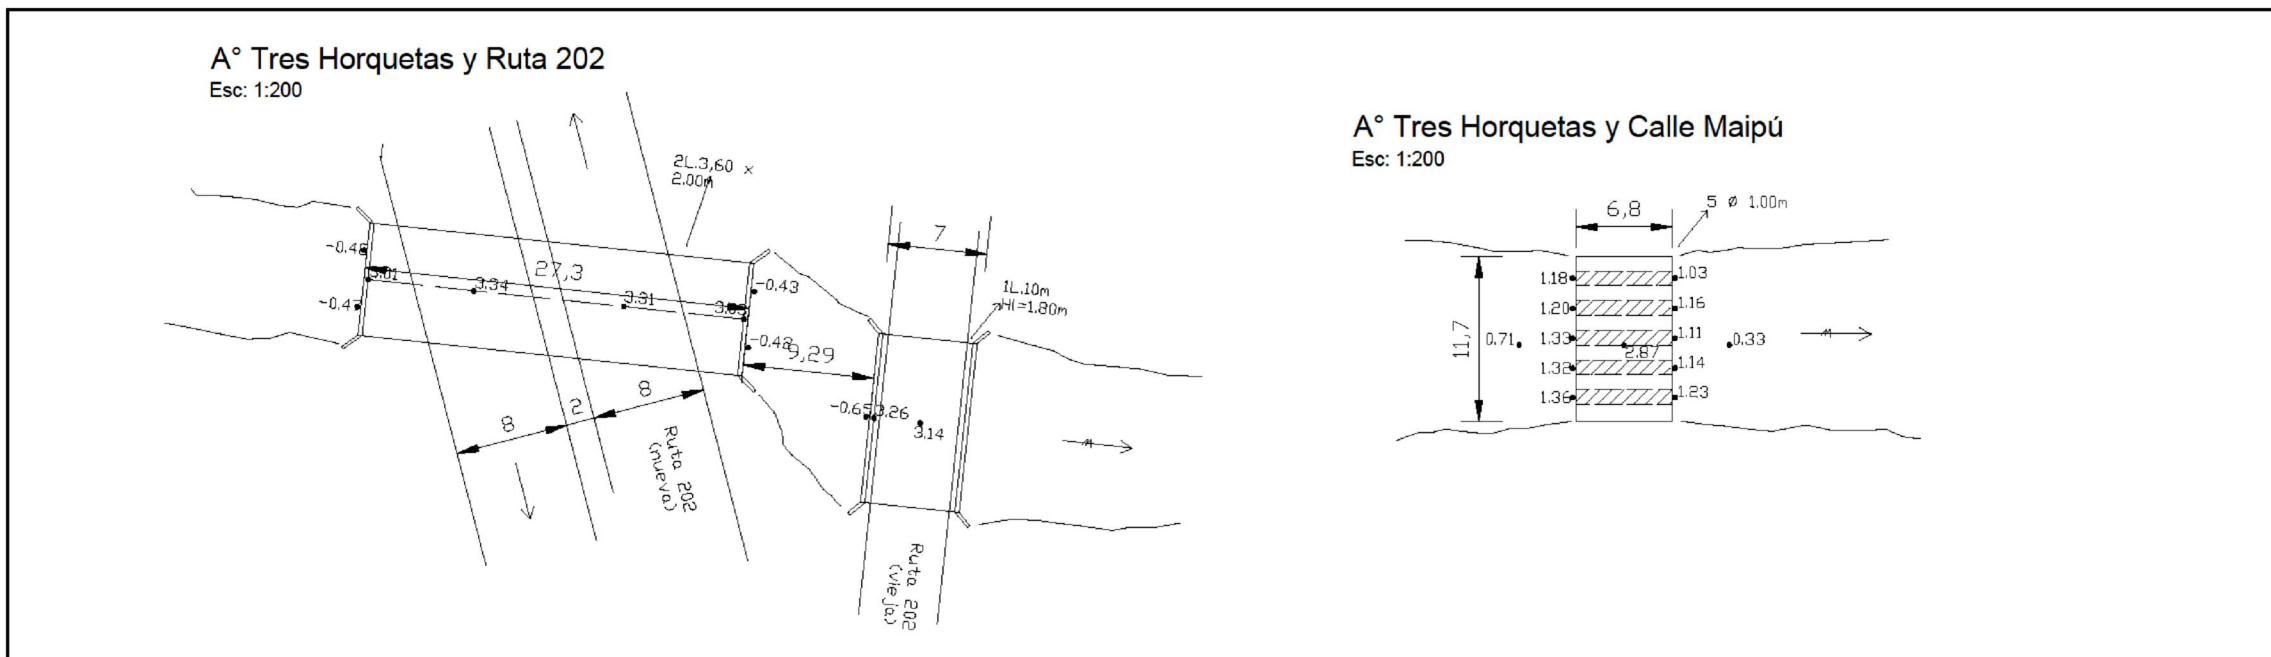 A° Tres Horquetas y Ruta 202
Esc: 1:200
2L.3,60 x
2.00m
27,3
3.34
3.31
-0.43
-0.47
-0.48
9,29
7
1L.10m
HI=1.80m
-0.65
3.26
3.14
8
2
8
Ruta 202
(nueva)
Ruta 202
(vieja)
A° Tres Horquetas y Calle Maipú
Esc: 1:200
6,8
5 Ø 1.00m
11,7
1.18
1.03
1.20
1.16
1.33
1.11
0.71
2.87
0.33
1.32
1.14
1.36
1.23